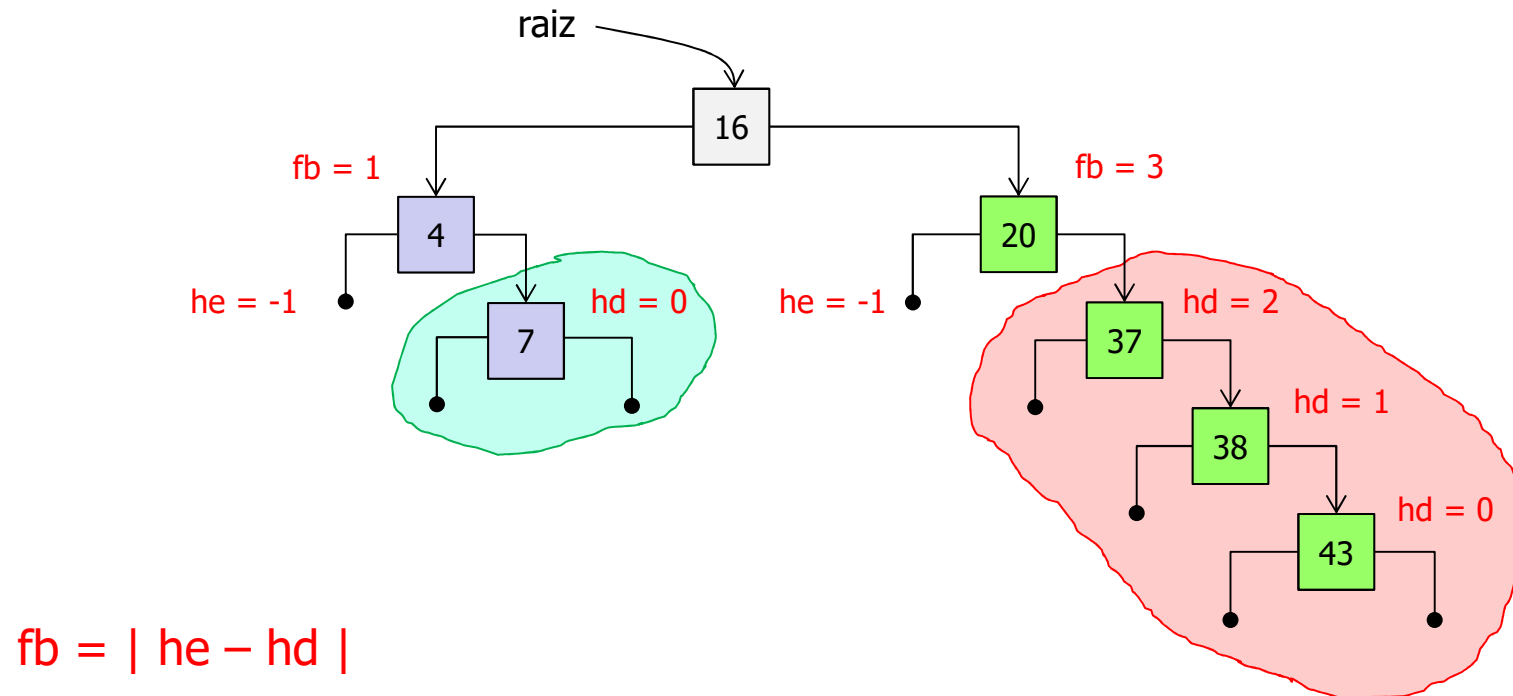 raiz
16
fb = 1
fb = 3
4
20
he = -1
hd = 0
he = -1
hd = 2
7
37
hd = 1
38
hd = 0
43
fb = | he – hd |